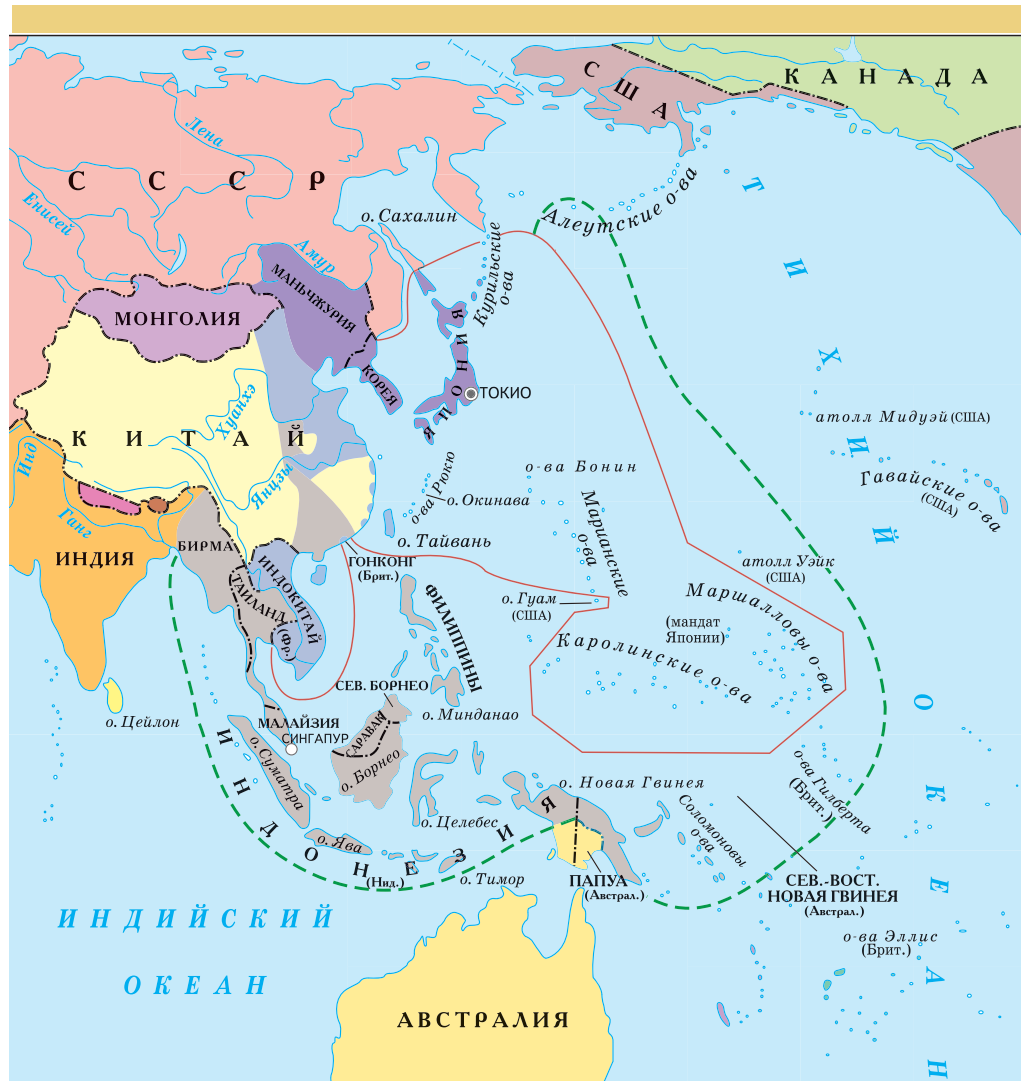 США
КАНАДА
Лена
СССР
Енисей
Амур
о. Сахалин
Алеутские о-ва
Курильские
о-ва
ТИХИЙ ОКЕАН
МАНЬЧЖУРИЯ
МОНГОЛИЯ
КОРЕЯ
ЯПОНИЯ
ТОКИО
Хуанхэ
КИТАЙ
с
Янцзы
Инд
Ганг
атолл Мидуэй (США)
Гавайские о-ва
(США)
о-ва Бонин
о-ва Рюкю
о. Окинава
Марианские
о-ва
о. Тайвань
БИРМА
ИНДИЯ
ГОНКОНГ
(Брит.)
ИНДОКИТАЙ
(Фр.)
ТАИЛАНД
атолл Уэйк
(США)
о. Гуам
(США)
ФИЛИППИНЫ
Маршалловы о-ва
(мандат
Японии)
Каролинские о-ва
СЕВ. БОРНЕО
о. Минданао
о. Цейлон
МАЛАЙЗИЯ
СИНГАПУР
САРАВАК
о. Суматра
о. Борнео
о. Новая Гвинея
о-ва Гилберта
(Брит.)
Соломоновы
о-ва
о. Целебес
о. Ява
ИНДОНЕЗИЯ
(Нид.)
о. Тимор
ПАПУА
(Австрал.)
СЕВ.-ВОСТ.
НОВАЯ ГВИНЕЯ
(Австрал.)
о-ва Эллис
(Брит.)
ИНДИЙСКИЙ
ОКЕАН
АВСТРАЛИЯ